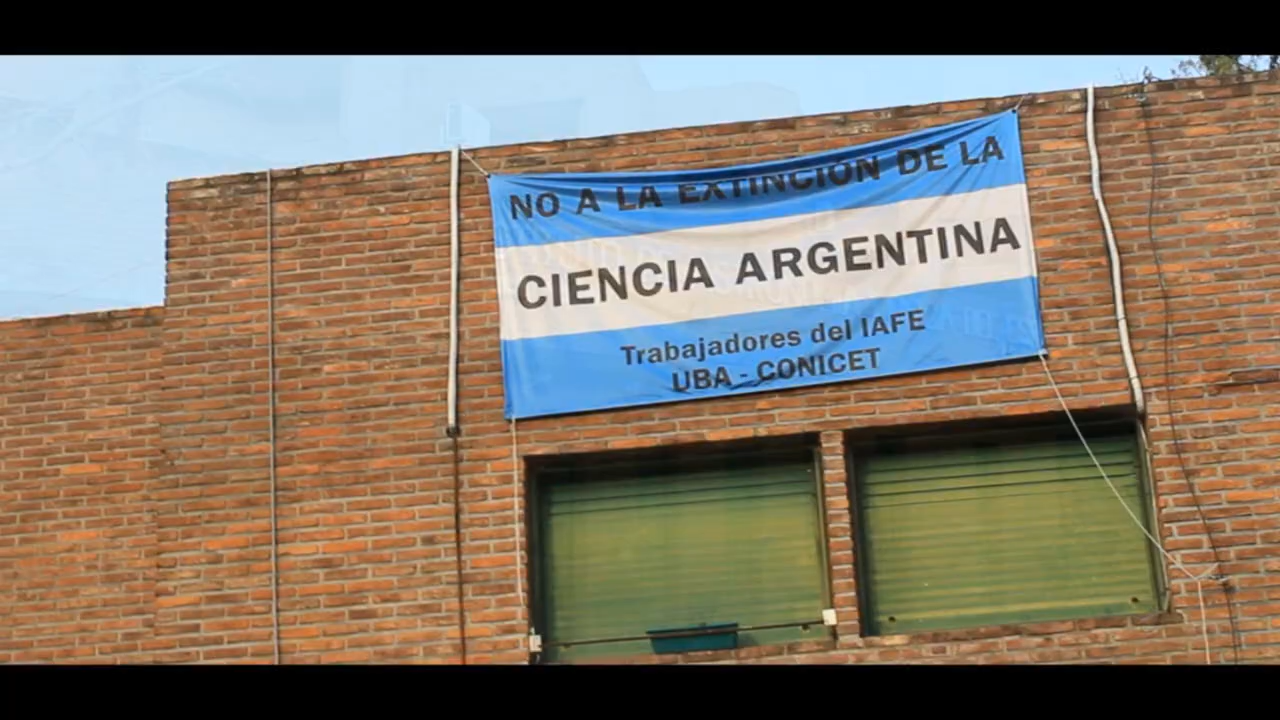 NO A LA EXTINCIÓN DE LA
CIENCIA ARGENTINA
Trabajadores del IAFE
UBA - CONICET